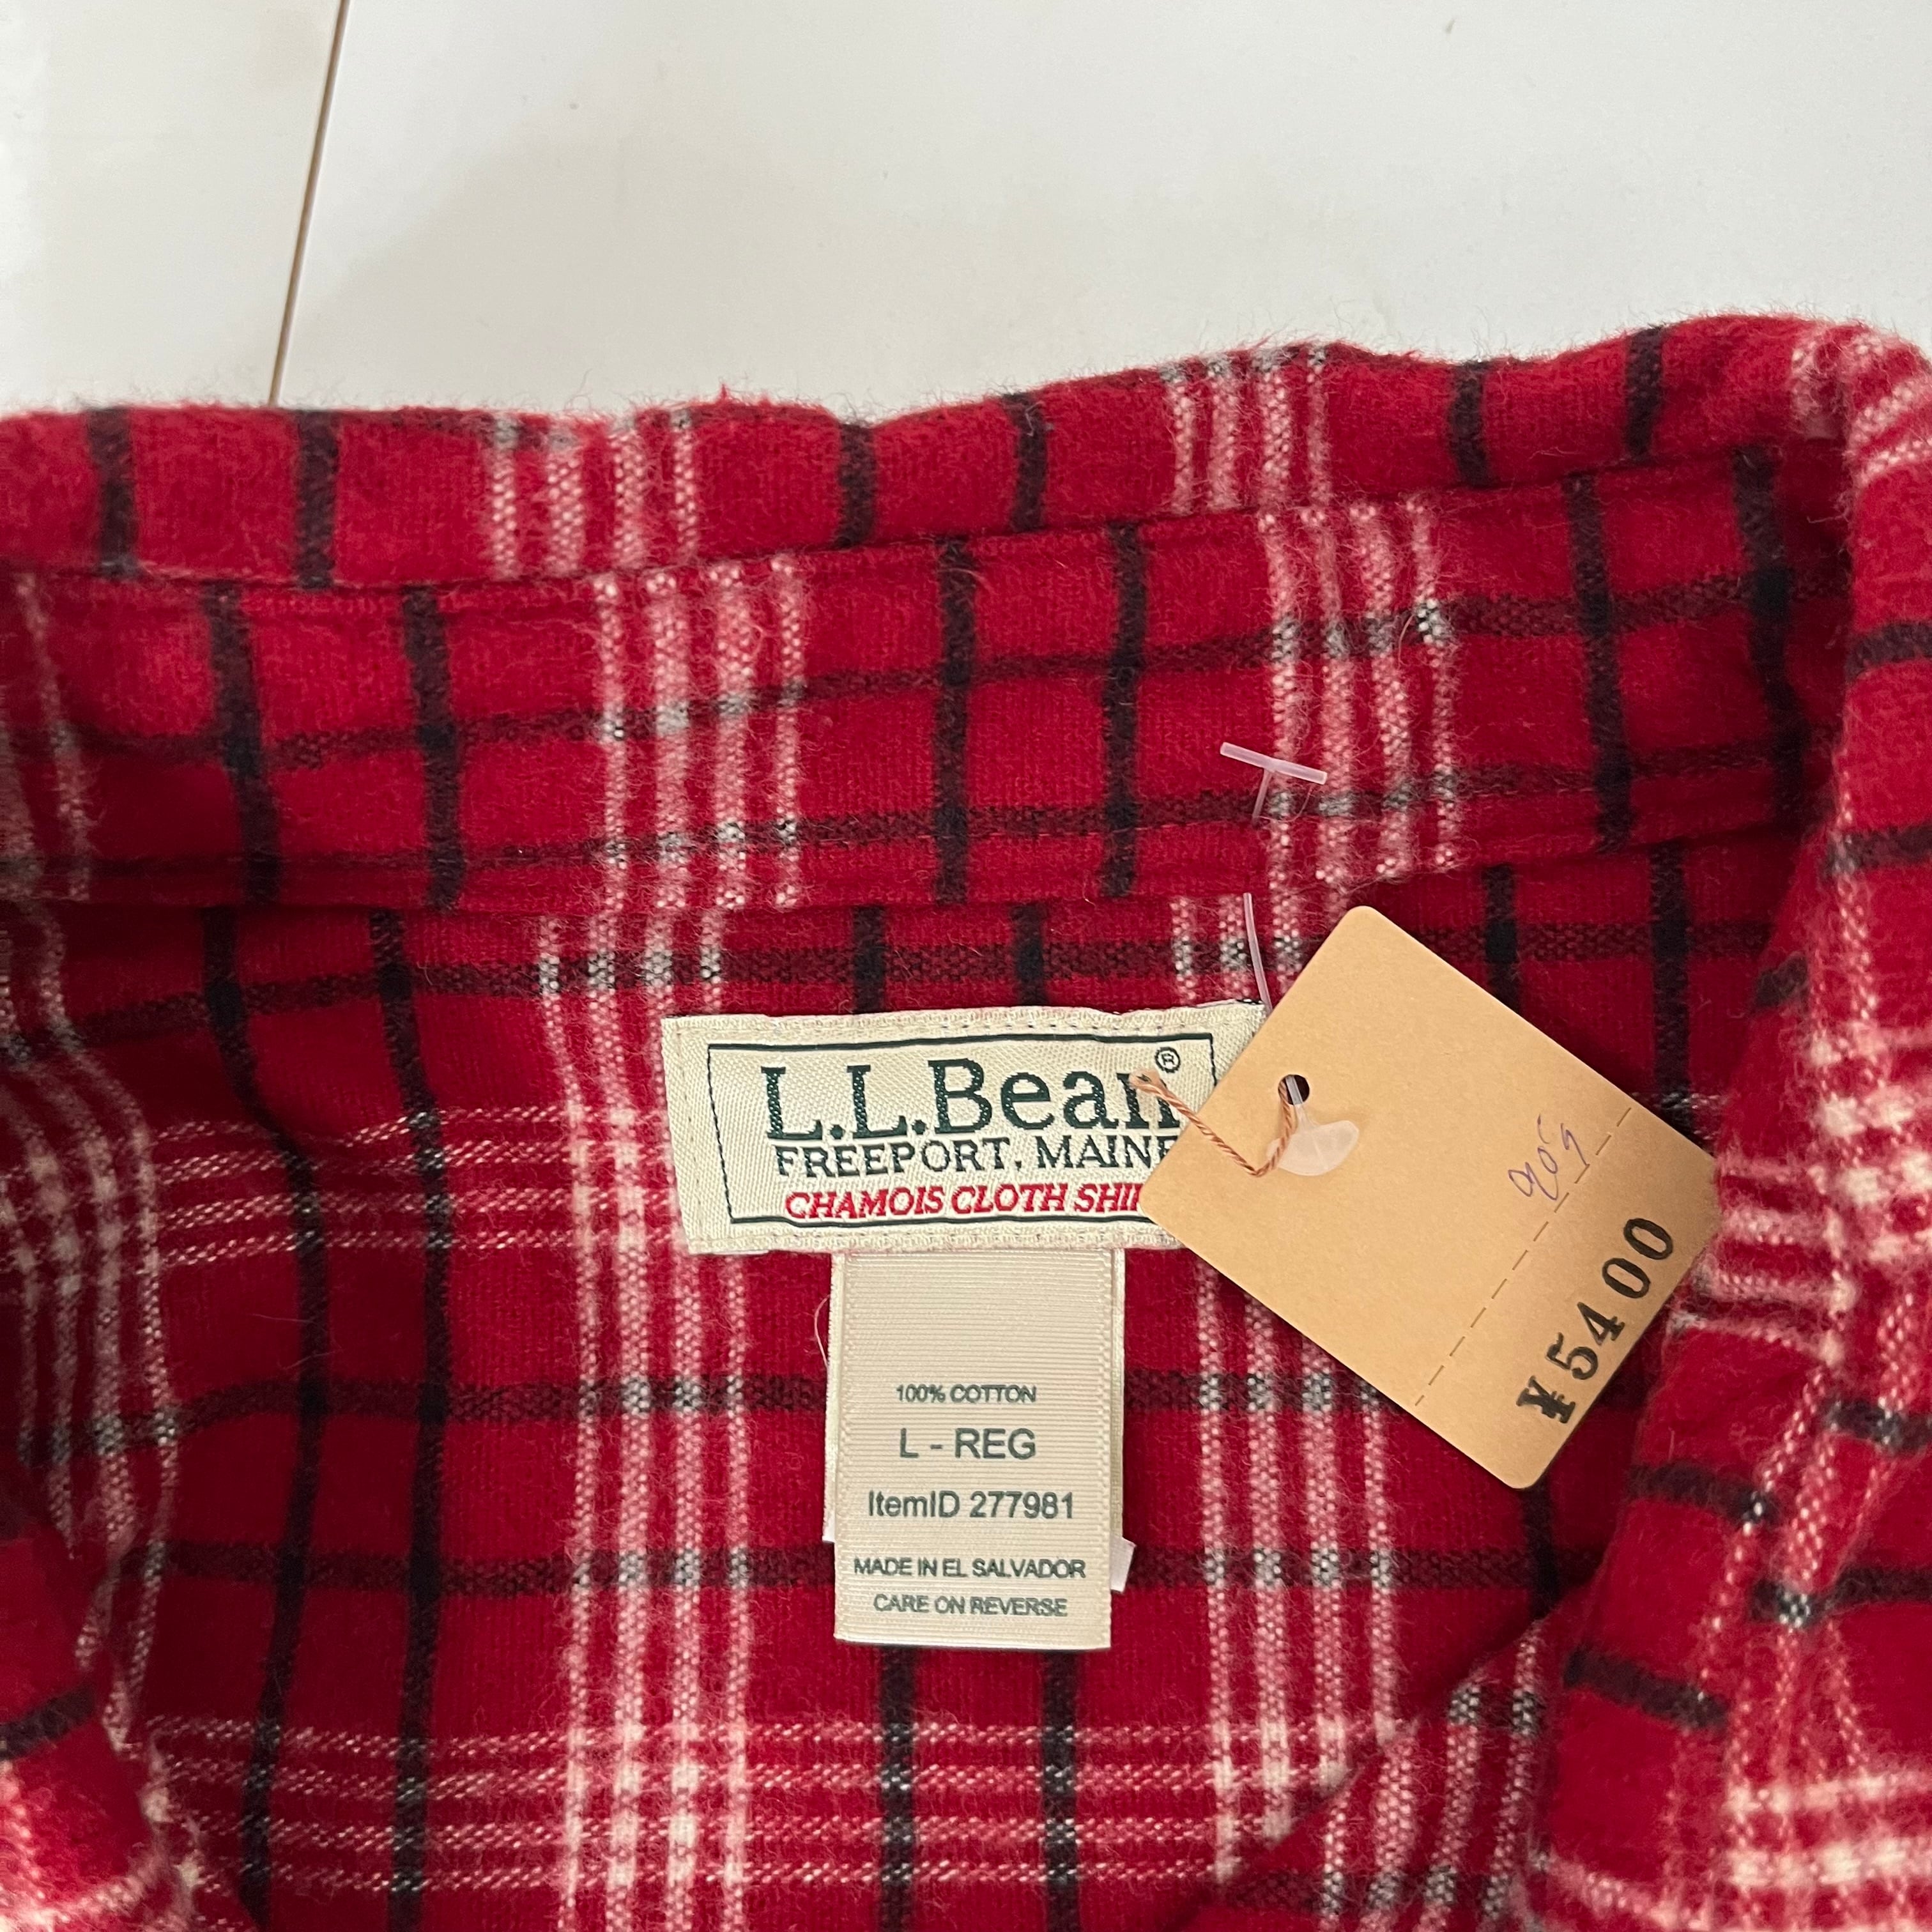 L.L.Bean®
FREEPORT, MAINE
CHAMOIS CLOTH SHI
¥5400
100% COTTON
L - REG
ItemID 277981
MADE IN EL SALVADOR
CARE ON REVERSE